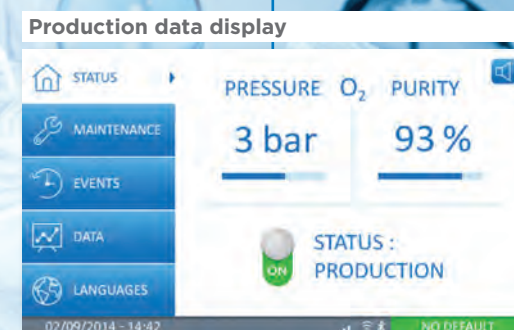 Production data display
STATUS
PRESSURE O₂ PURITY
MAINTENANCE
3 bar 93 %
EVENTS
DATA
STATUS :
ON
PRODUCTION
LANGUAGES
02/09/2014 - 14:42
NO DEFAULT